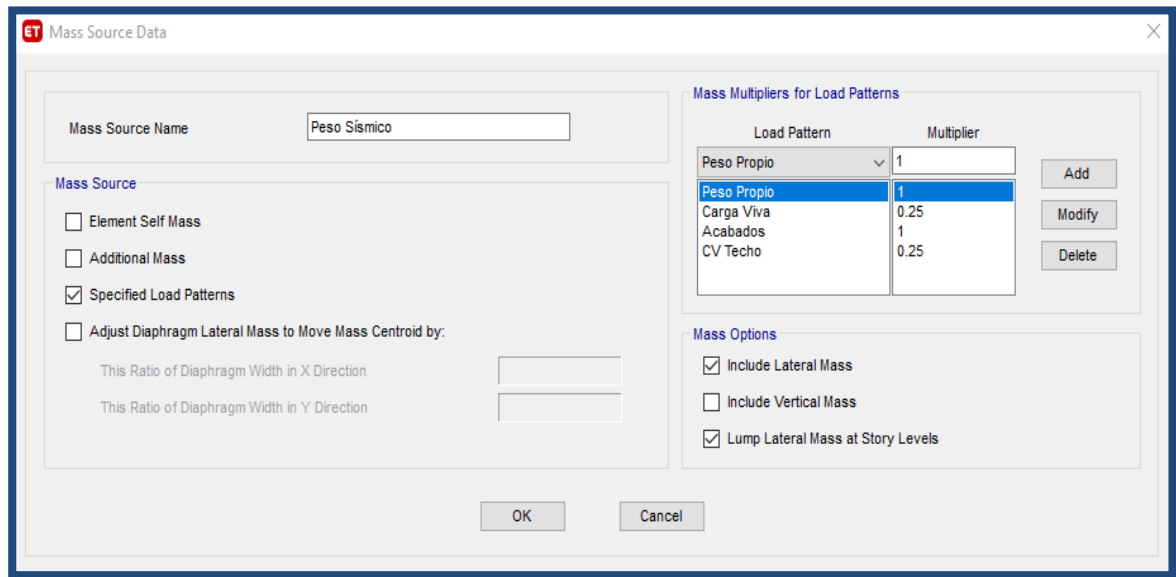 ET Mass Source Data
Mass Source Name Peso Sísmico
Mass Source
Element Self Mass
Additional Mass
Specified Load Patterns
Adjust Diaphragm Lateral Mass to Move Mass Centroid by:
This Ratio of Diaphragm Width in X Direction
This Ratio of Diaphragm Width in Y Direction
Mass Multipliers for Load Patterns
Load Pattern Multiplier
Peso Propio 1
Peso Propio 1
Carga Viva 0.25
Acabados 1
CV Techo 0.25
Add
Modify
Delete
Mass Options
Include Lateral Mass
Include Vertical Mass
Lump Lateral Mass at Story Levels
OK Cancel